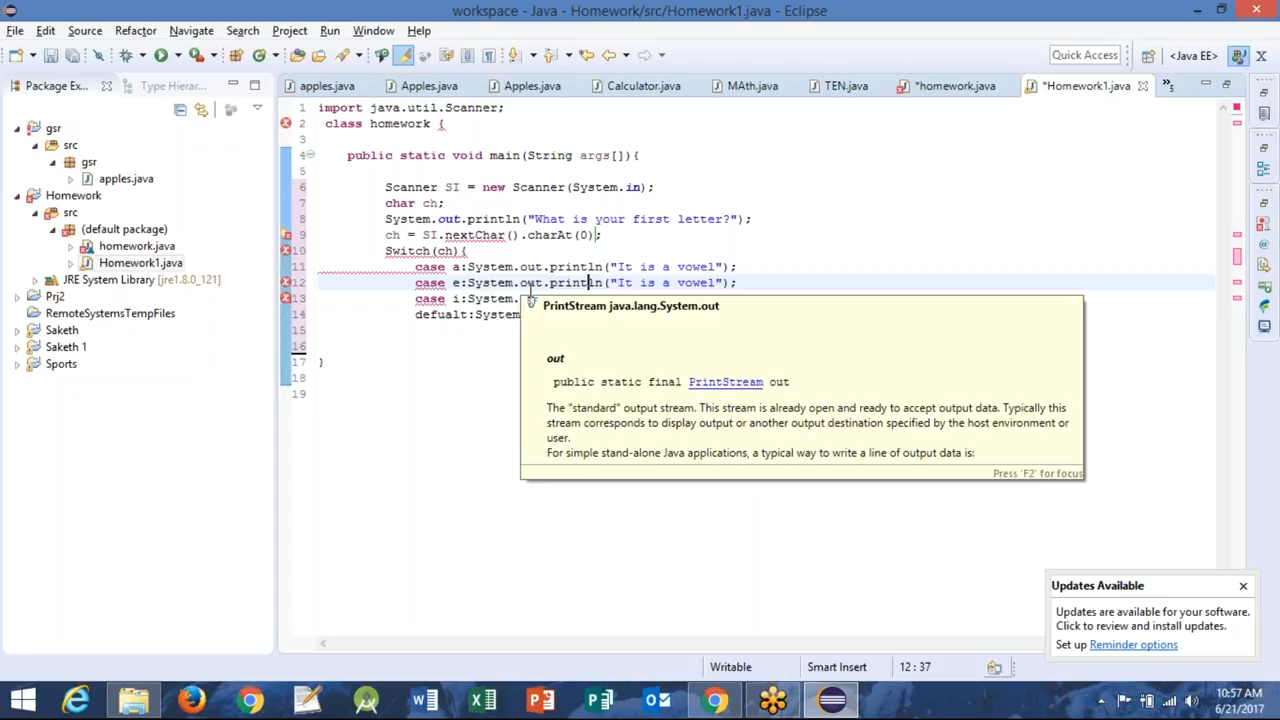 workspace - Java - Homework/src/Homework1.java - Eclipse
File Edit Source Refactor Navigate Search Project Run Window Help
Quick Access
<Java EE>
Package Ex...
Type Hierar...
apples.java
Apples.java
Apples.java
Calculator.java
MAth.java
TEN.java
*homework.java
*Homework1.java
gsr
src
gsr
apples.java
Homework
src
(default package)
homework.java
Homework1.java
JRE System Library [jre1.8.0_121]
Prj2
RemoteSystemsTempFiles
Saketh
Saketh 1
Sports
1 import java.util.Scanner;
2 class homework {
3
4 public static void main(String args[]){
6 Scanner SI = new Scanner(System.in);
7 char ch;
8 System.out.println("What is your first letter?");
9 ch = SI.nextChar().charAt(0);
10 Switch(ch){
11 case a:System.out.println("It is a vowel");
12 case e:System.out.println("It is a vowel");
13 case i:System.
14 defualt:System
15
16
17 }
18
19
PrintStream java.lang.System.out
out
public static final PrintStream out
The "standard" output stream. This stream is already open and ready to accept output data. Typically this
stream corresponds to display output or another output destination specified by the host environment or
user.
For simple stand-alone Java applications, a typical way to write a line of output data is:
Press 'F2' for focus
Updates Available
Updates are available for your software.
Click to review and install updates.
Set up Reminder options
Writable
Smart Insert
12 : 37
10:57 AM
6/21/2017